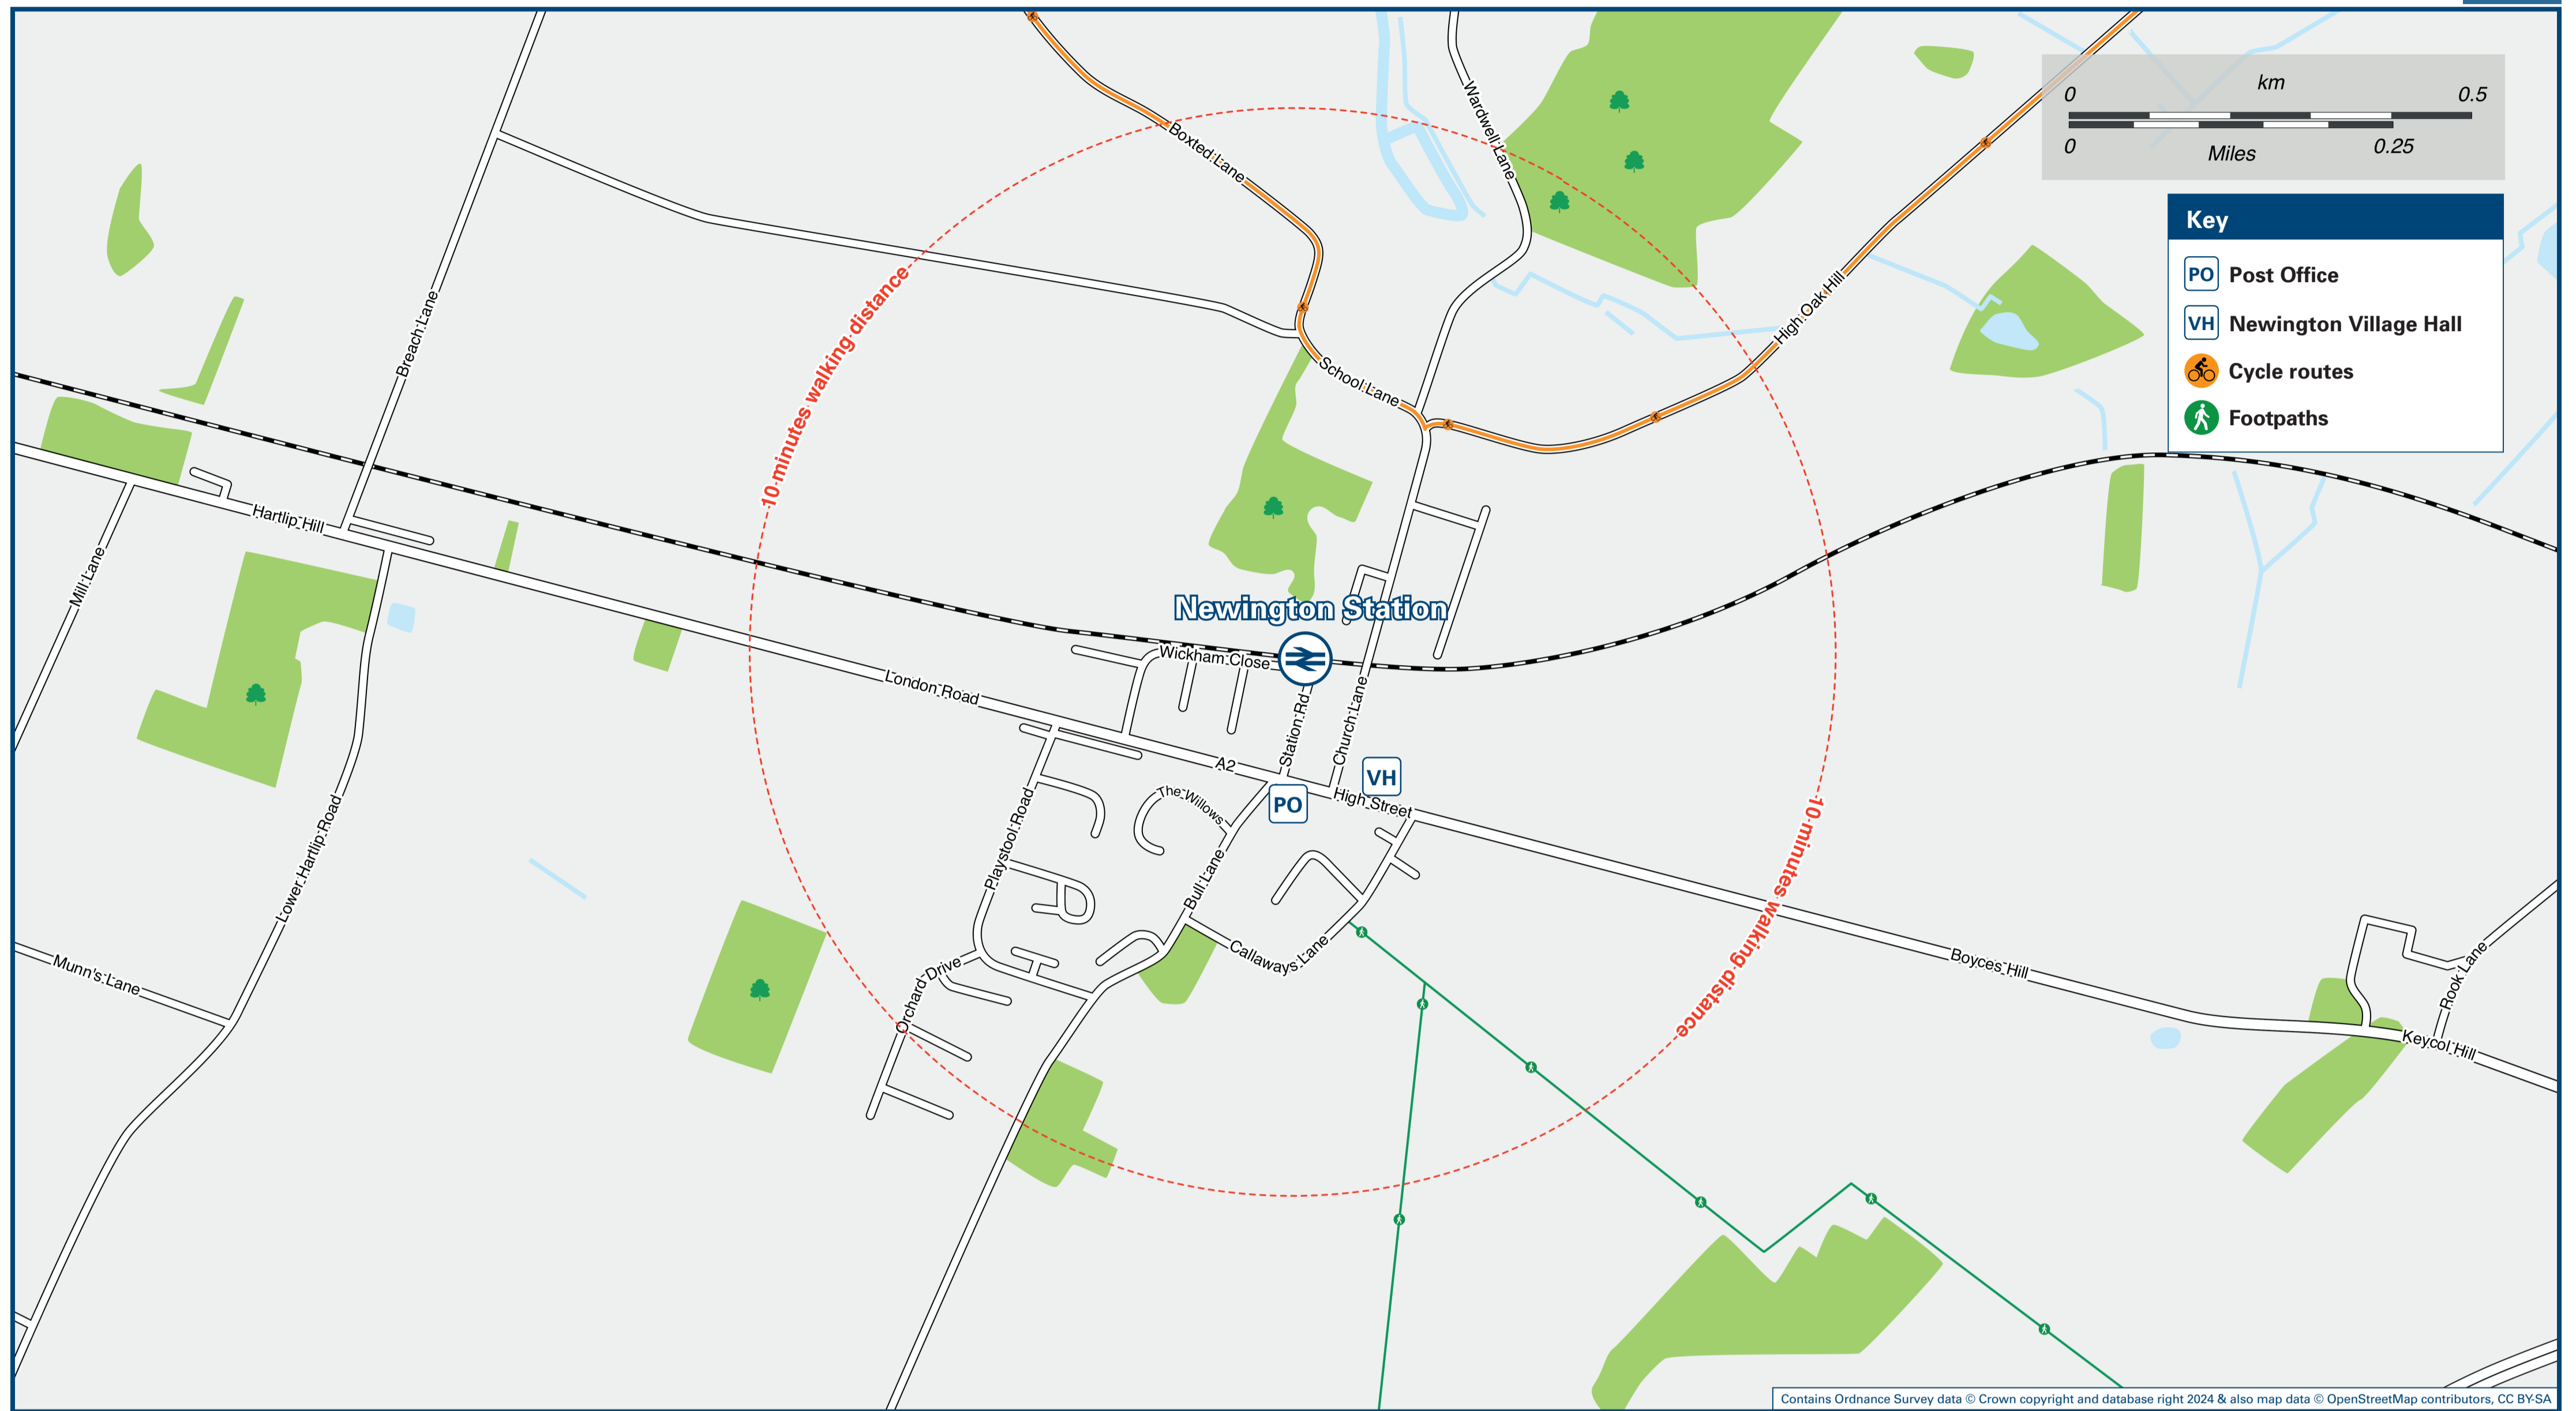 km
0 0.5
0 Miles 0.25
Key
PO Post Office
VH Newington Village Hall
Cycle routes
Footpaths
Boxted Lane
Wardwell Lane
High Oak Hill
School Lane
Breach Lane
10 minutes walking distance
Hartlip Hill
Mill Lane
Newington Station
Wickham Close
London Road
Station Rd
Church Lane
A2
VH
PO
High Street
The Willows
Playstool Road
Bull Lane
Callaways Lane
Orchard Drive
Lower Hartlip Road
Munn's Lane
10 minutes walking distance
Boyces Hill
Rook Lane
Keycol Hill
Contains Ordnance Survey data © Crown copyright and database right 2024 & also map data © OpenStreetMap contributors, CC BY-SA